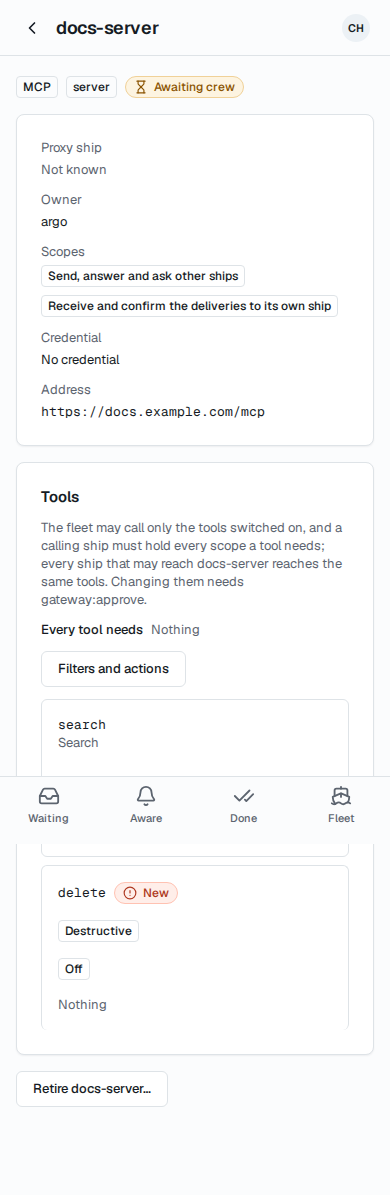 docs-server
CH
MCP
server
Awaiting crew
Proxy ship
Not known
Owner
argo
Scopes
Send, answer and ask other ships
Receive and confirm the deliveries to its own ship
Credential
No credential
Address
https://docs.example.com/mcp
Tools
The fleet may call only the tools switched on, and a
calling ship must hold every scope a tool needs;
every ship that may reach docs-server reaches the
same tools. Changing them needs
gateway:approve.
Every tool needs Nothing
Filters and actions
search
Search
Waiting
Aware
Done
Fleet
delete
New
Destructive
Off
Nothing
Retire docs-server...